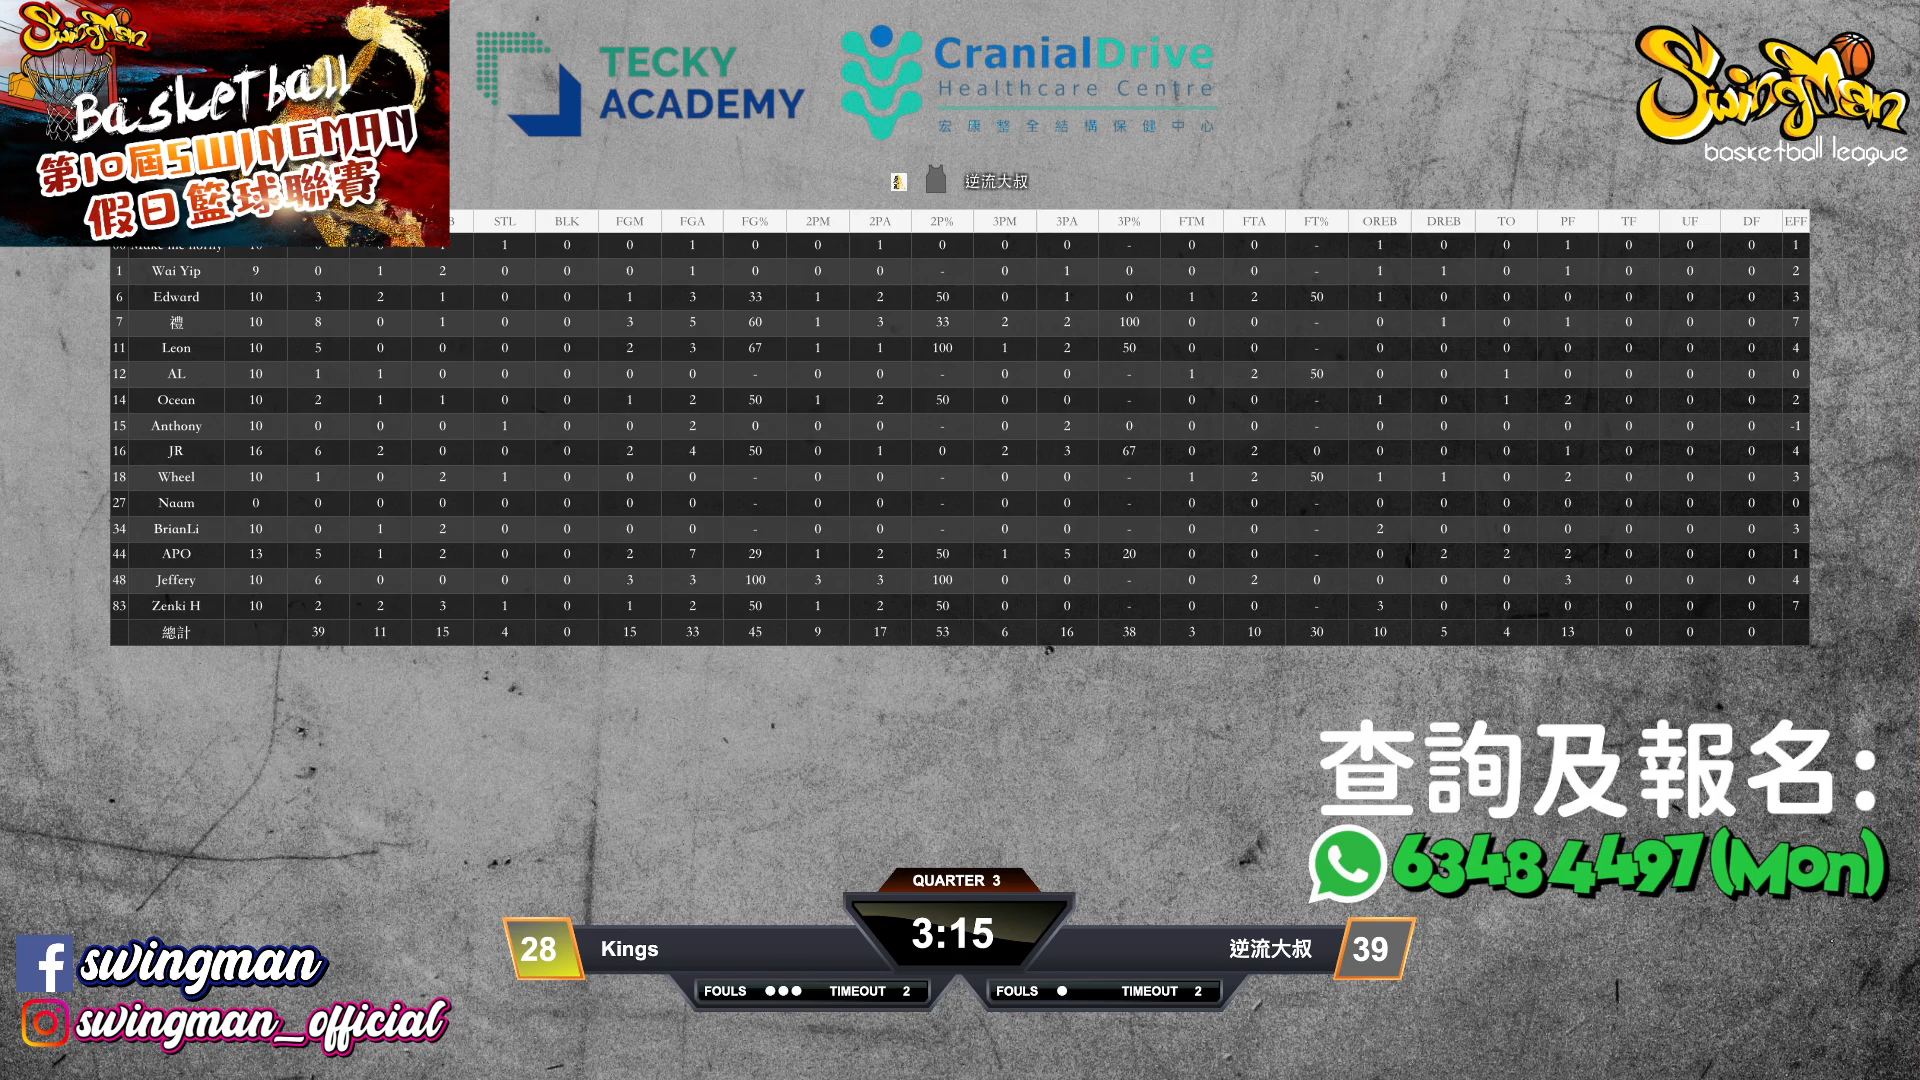 SwingMan
Basketball
第10屆SWINGMAN
假日籃球聯賽
TECKY
ACADEMY
CranialDrive
Healthcare Centre
宏康整全結構保健中心
SwingMan
basketball league
逆流大叔
STL BLK FGM FGA FG% 2PM 2PA 2P% 3PM 3PA 3P% FTM FTA FT% OREB DREB TO PF TF UF DF EFF
1 0 0 1 0 0 1 0 0 0 - 0 0 - 1 0 0 1 0 0 0 1
1 Wai Yip 9 0 1 2 0 0 0 1 0 0 0 - 0 1 0 0 0 - 1 1 0 1 0 0 0 2
6 Edward 10 3 2 1 0 0 1 3 33 1 2 50 0 1 0 1 2 50 1 0 0 0 0 0 0 3
7 禮 10 8 0 1 0 0 3 5 60 1 3 33 2 2 100 0 0 - 0 1 0 1 0 0 0 7
11 Leon 10 5 0 0 0 0 2 3 67 1 1 100 1 2 50 0 0 - 0 0 0 0 0 0 0 4
12 AL 10 1 1 0 0 0 0 0 - 0 0 - 0 0 - 1 2 50 0 0 1 0 0 0 0 0
14 Ocean 10 2 1 1 0 0 1 2 50 1 2 50 0 0 - 0 0 - 1 0 1 2 0 0 0 2
15 Anthony 10 0 0 0 1 0 0 2 0 0 0 - 0 2 0 0 0 - 0 0 0 0 0 0 0 -1
16 JR 16 6 2 0 0 0 2 4 50 0 1 0 2 3 67 0 2 0 0 0 0 1 0 0 0 4
18 Wheel 10 1 0 2 1 0 0 0 - 0 0 - 0 0 - 1 2 50 1 1 0 2 0 0 0 3
27 Naam 0 0 0 0 0 0 0 0 - 0 0 - 0 0 - 0 0 - 0 0 0 0 0 0 0 0
34 BrianLi 10 0 1 2 0 0 0 0 - 0 0 - 0 0 - 0 0 - 2 0 0 0 0 0 0 3
44 APO 13 5 1 2 0 0 2 7 29 1 2 50 1 5 20 0 0 - 0 2 2 2 0 0 0 1
48 Jeffery 10 6 0 0 0 0 3 3 100 3 3 100 0 0 - 0 2 0 0 0 0 3 0 0 0 4
83 Zenki H 10 2 2 3 1 0 1 2 50 1 2 50 0 0 - 0 0 - 3 0 0 0 0 0 0 7
總計 39 11 15 4 0 15 33 45 9 17 53 6 16 38 3 10 30 10 5 4 13 0 0 0
查詢及報名:
6348 4497 (Mon)
QUARTER 3
3:15
28 Kings
逆流大叔 39
FOULS TIMEOUT 2
FOULS TIMEOUT 2
swingman
swingman_official